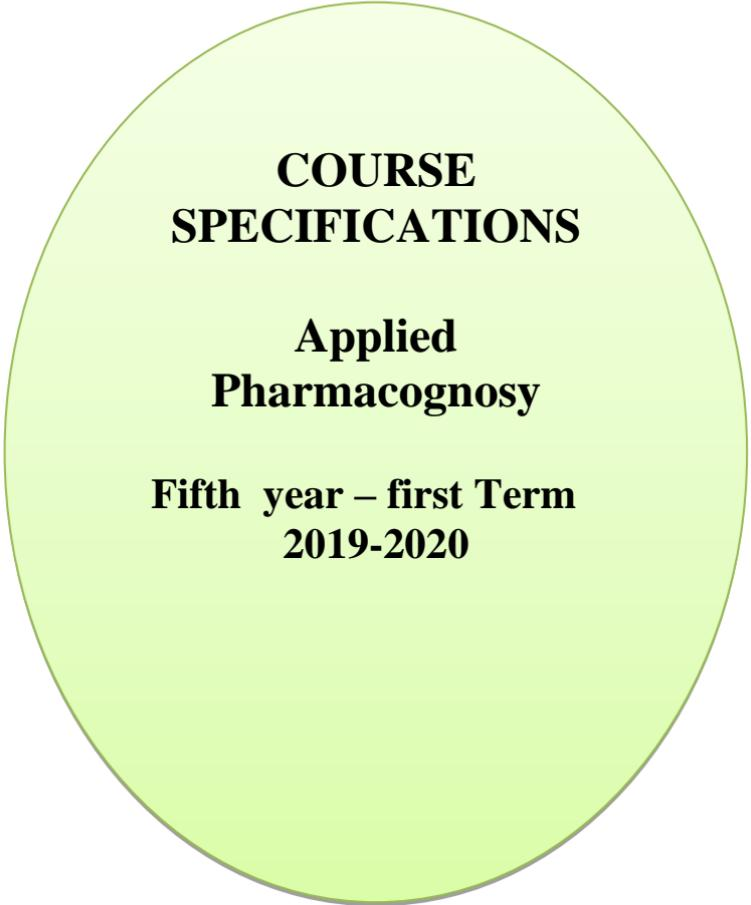 COURSE
SPECIFICATIONS
Applied
Pharmacognosy
Fifth  year – first Term
2019-2020